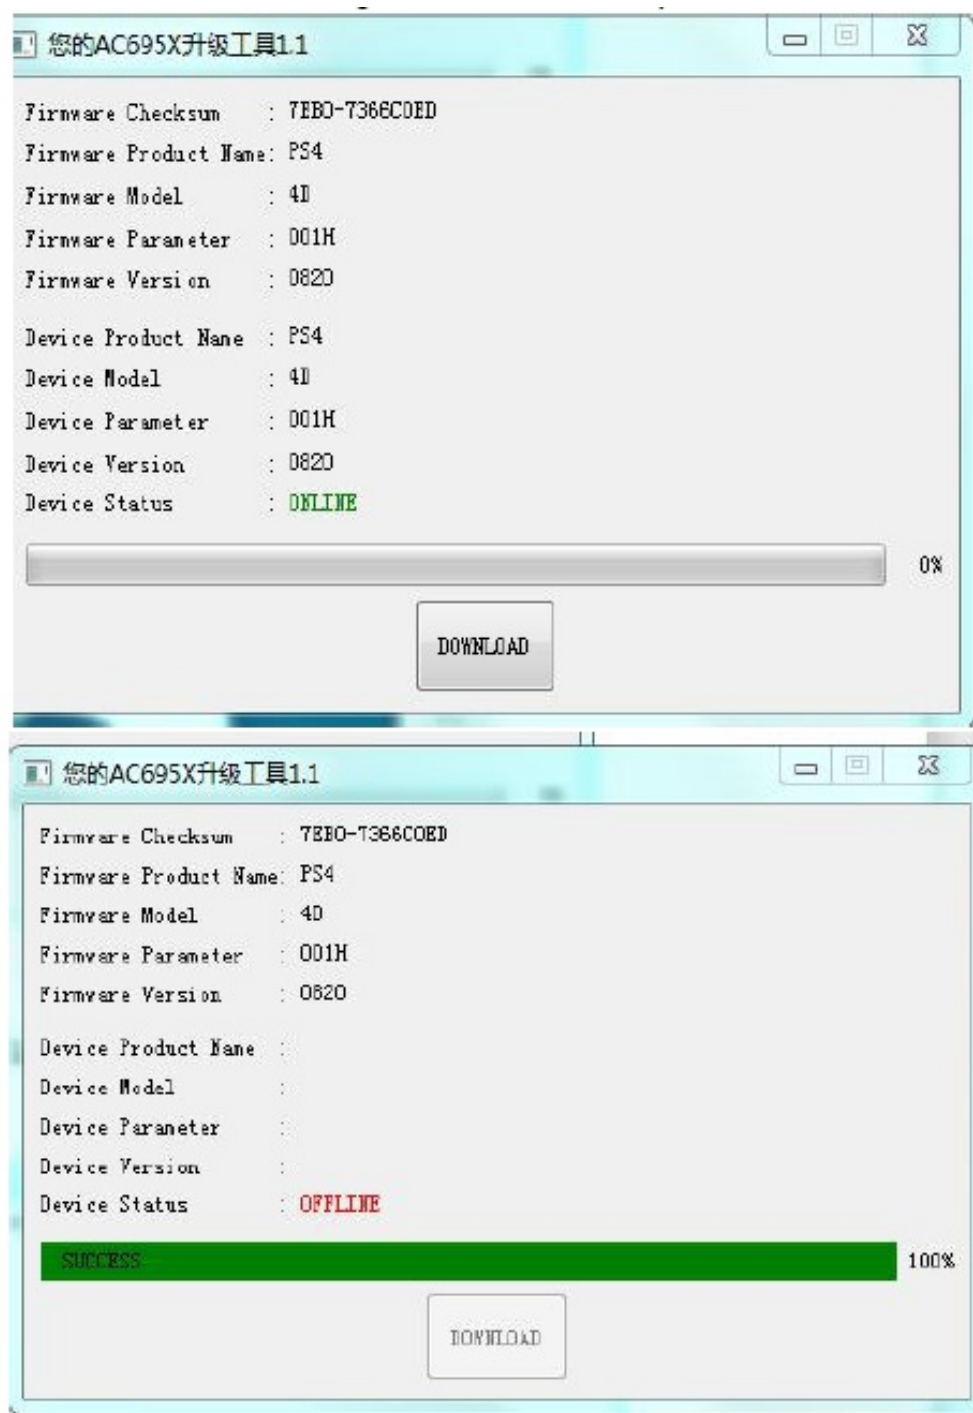 您的AC695X升级工具1.1
Firmware Checksum : 7EB0-7366C0ED
Firmware Product Name: PS4
Firmware Model : 4D
Firmware Parameter : 001H
Firmware Version : 0820
Device Product Name : PS4
Device Model : 4D
Device Parameter : 001H
Device Version : 0820
Device Status : ONLINE
0%
DOWNLOAD
您的AC695X升级工具1.1
Firmware Checksum : 7EB0-7366C0ED
Firmware Product Name: PS4
Firmware Model : 4D
Firmware Parameter : 001H
Firmware Version : 0820
Device Product Name :
Device Model :
Device Parameter :
Device Version :
Device Status : OFFLINE
SUCCESS 100%
DOWNLOAD